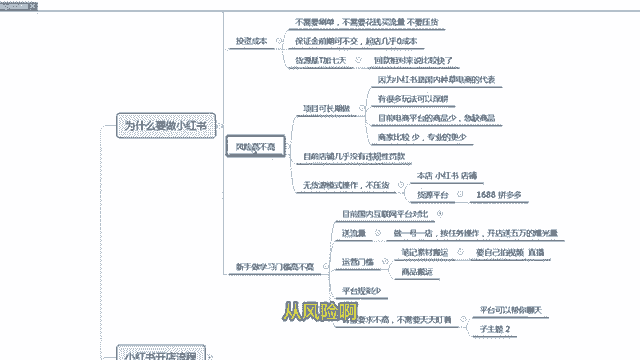 投资成本
不需要刷单，不需要花钱买流量 不要压货
保证金前期可不交，起店几乎0成本
货源是T加七天
回款相对来说比较快了
为什么要做小红书
风险高不高
项目可长期做
因为小红书是国内种草电商的代表
有很多玩法可以深耕
目前电商平台的商品少，急缺商品
商家比较少，专业的更少
目前店铺几乎没有违规性罚款
无货源模式操作，不压货
本店 小红书 店铺
货源平台
1688 拼多多
新手做学习门槛高不高
目前国内互联网平台对比
送流量
做一号一店，按任务操作，开店送五万的曝光量
运营门槛
笔记素材搬运
要自己拍视频 直播
商品搬运
平台规则少
要求不高，不需要天天盯着
平台可以帮你聊天
子主题 2
从风险啊
小红书开店流程